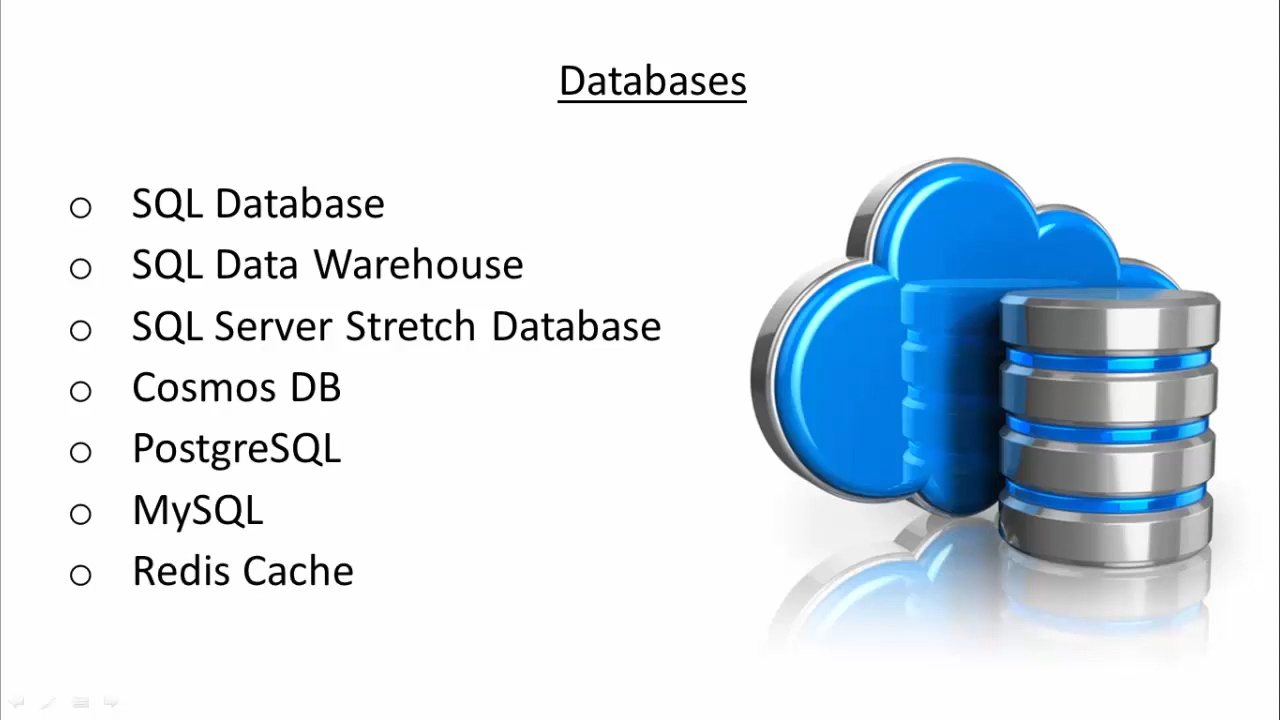 Databases
SQL Database
SQL Data Warehouse
SQL Server Stretch Database
Cosmos DB
PostgreSQL
MySQL
Redis Cache